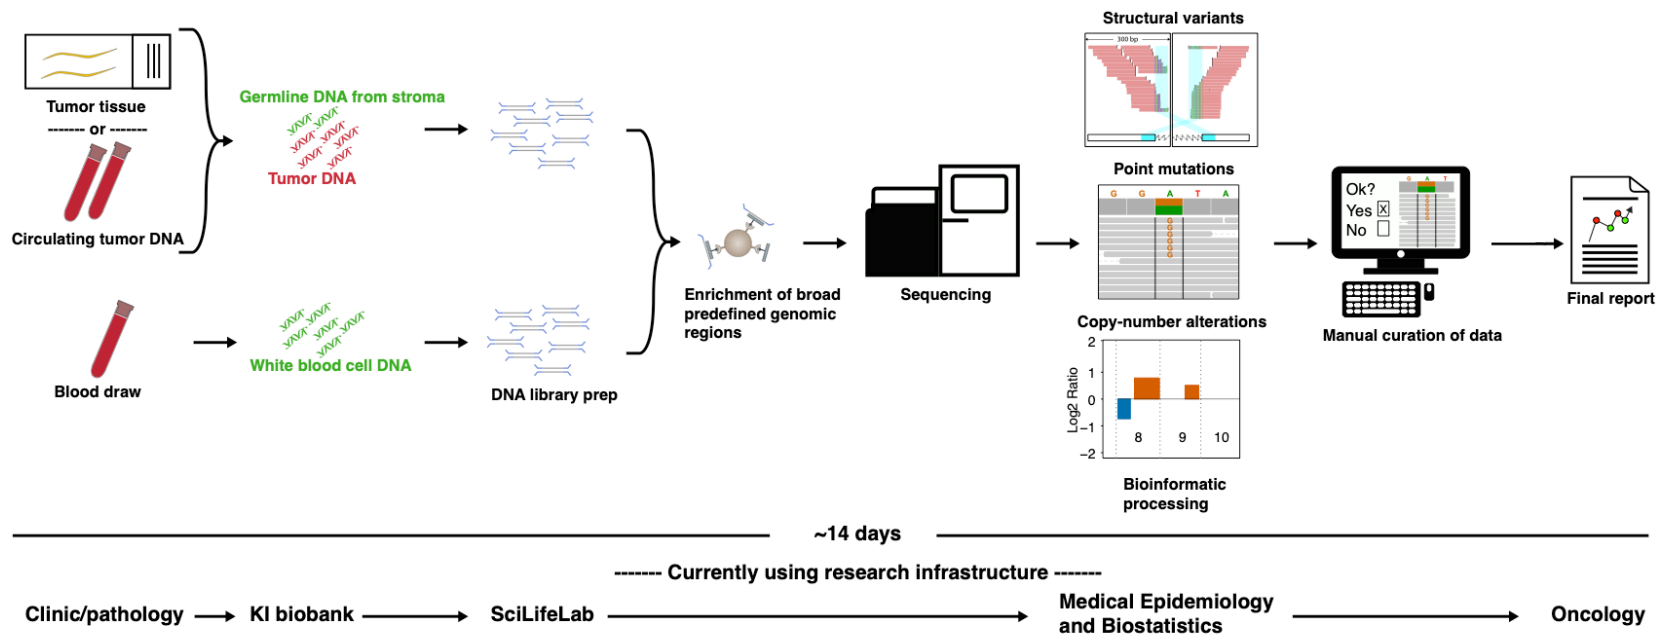 Structural variants
300 bp
Tumor tissue
------- or -------
Circulating tumor DNA
Germline DNA from stroma
Tumor DNA
Blood draw
White blood cell DNA
DNA library prep
Enrichment of broad
predefined genomic
regions
Sequencing
Point mutations
G G A T A
G
G
G
G
G
G
Copy-number alterations
Log2 Ratio
2
1
0
−1
−2
8 9 10
Bioinformatic
processing
Ok?
Yes X
No
G A T
Manual curation of data
Final report
~14 days
------- Currently using research infrastructure -------
Clinic/pathology
KI biobank
SciLifeLab
Medical Epidemiology
and Biostatistics
Oncology